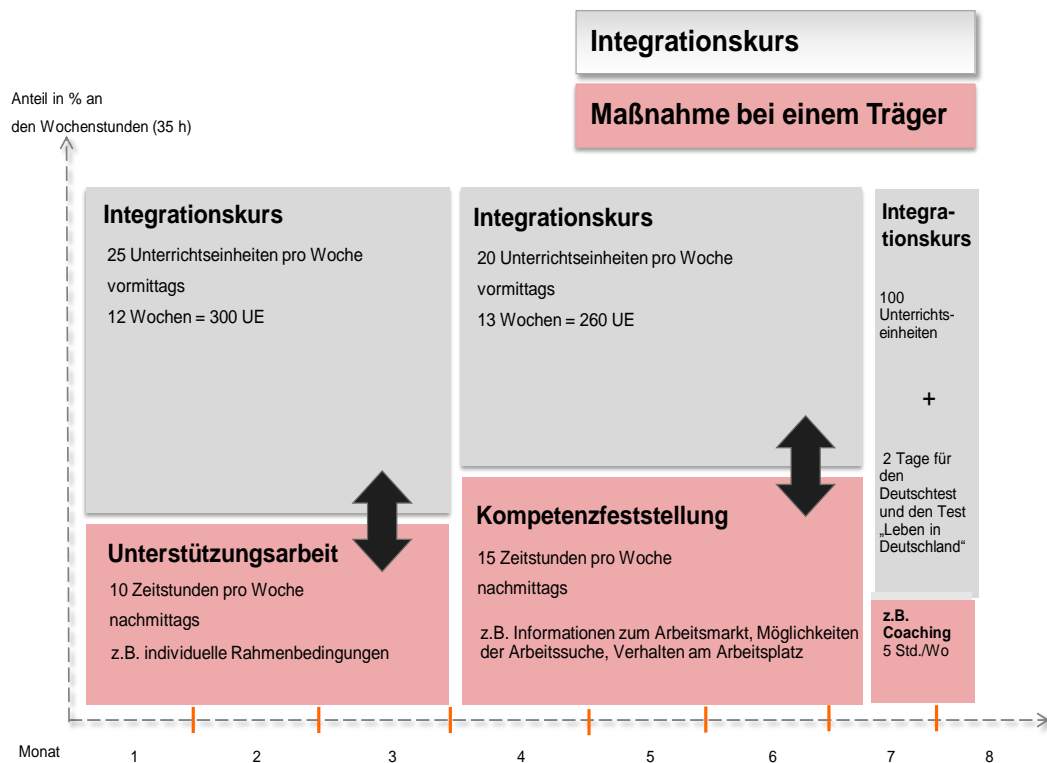 Integrationskurs
Maßnahme bei einem Träger
Anteil in % an
den Wochenstunden (35 h)
Integrationskurs
25 Unterrichtseinheiten pro Woche
vormittags
12 Wochen = 300 UE
Integrationskurs
20 Unterrichtseinheiten pro Woche
vormittags
13 Wochen = 260 UE
Integra-
tionskurs
100
Unterrichts-
einheiten
+
2 Tage für
den
Deutschtest
und den Test
„Leben in
Deutschland“
Unterstützungsarbeit
10 Zeitstunden pro Woche
nachmittags
z.B. individuelle Rahmenbedingungen
Kompetenzfeststellung
15 Zeitstunden pro Woche
nachmittags
z.B. Informationen zum Arbeitsmarkt, Möglichkeiten
der Arbeitssuche, Verhalten am Arbeitsplatz
z.B.
Coaching
5 Std./Wo
Monat 1 2 3 4 5 6 7 8